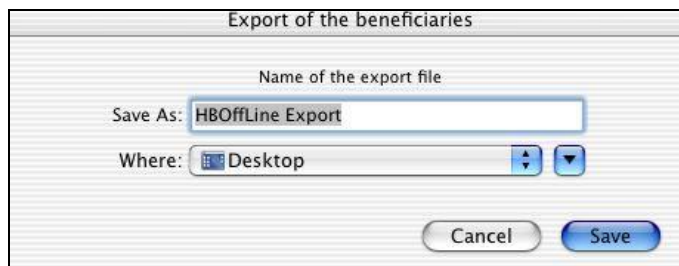 Export of the beneficiaries
Name of the export file
Save As: HBOffLine Export
Where: Desktop
Cancel Save